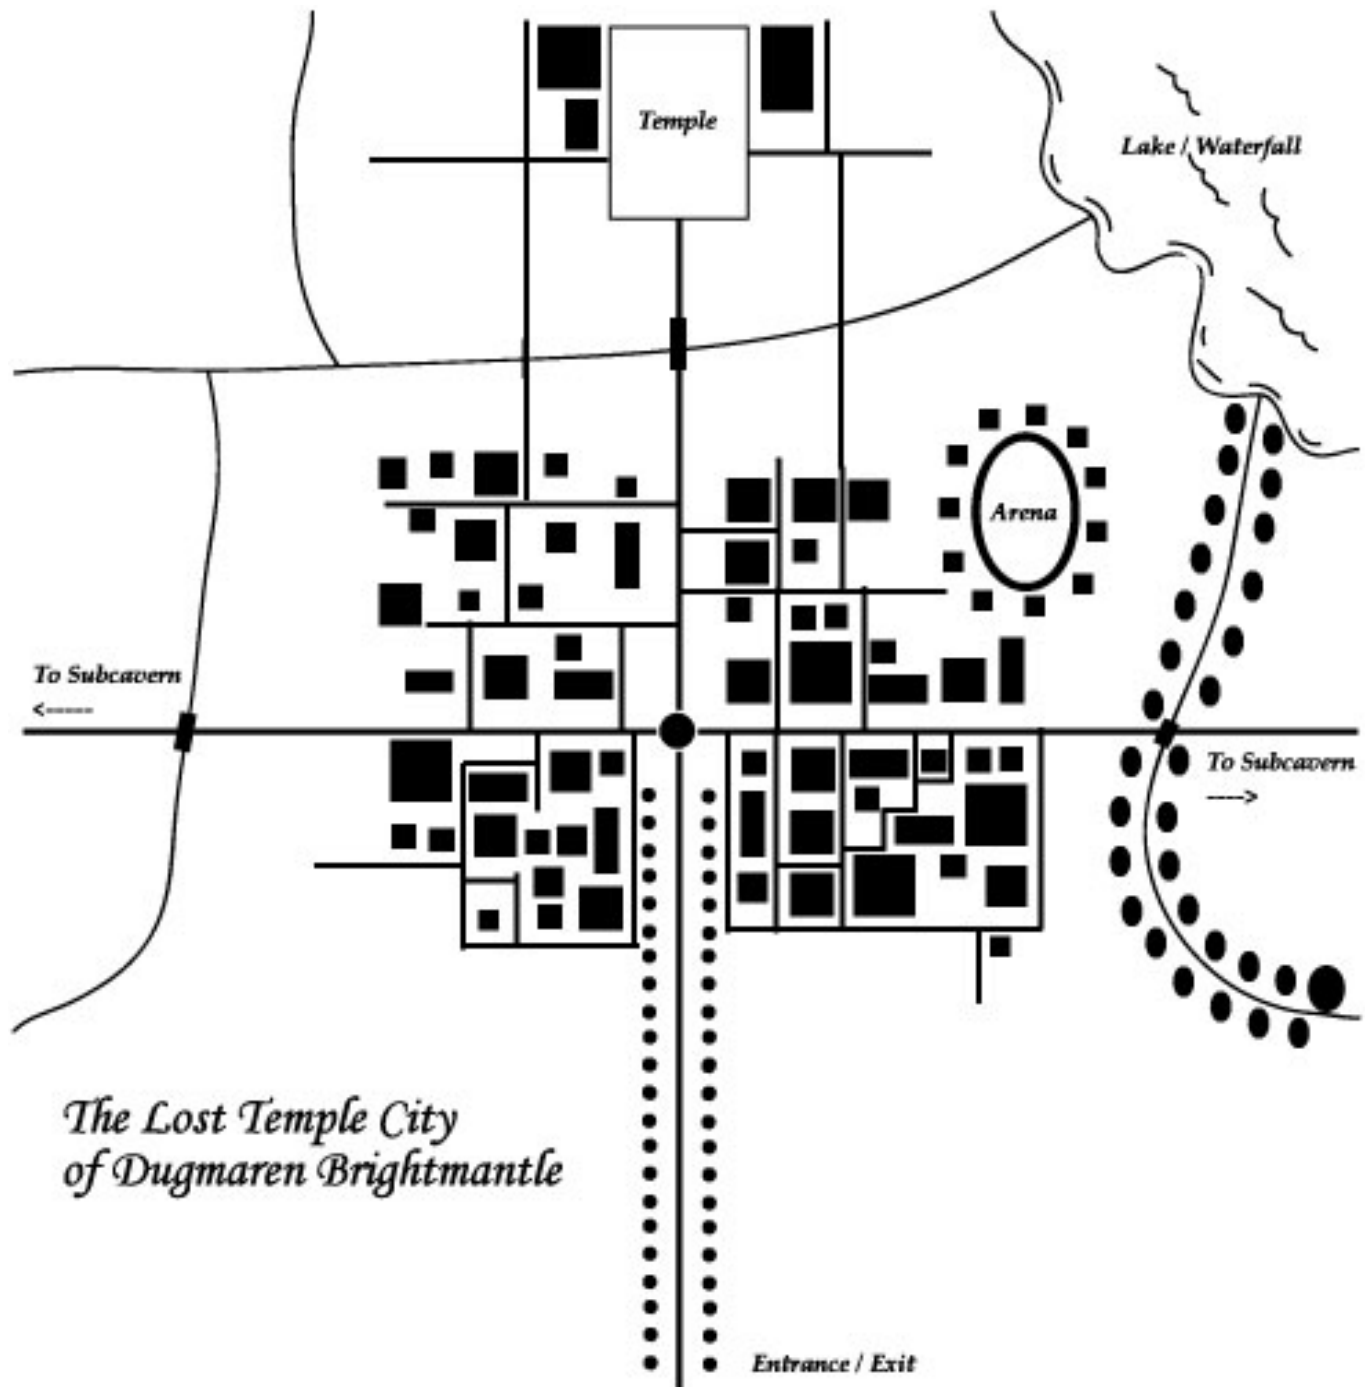 Temple
Lake / Waterfall
Arena
To Subcavern
<-----
To Subcavern
---->
The Lost Temple City
of Dugmaren Brightmantle
Entrance / Exit